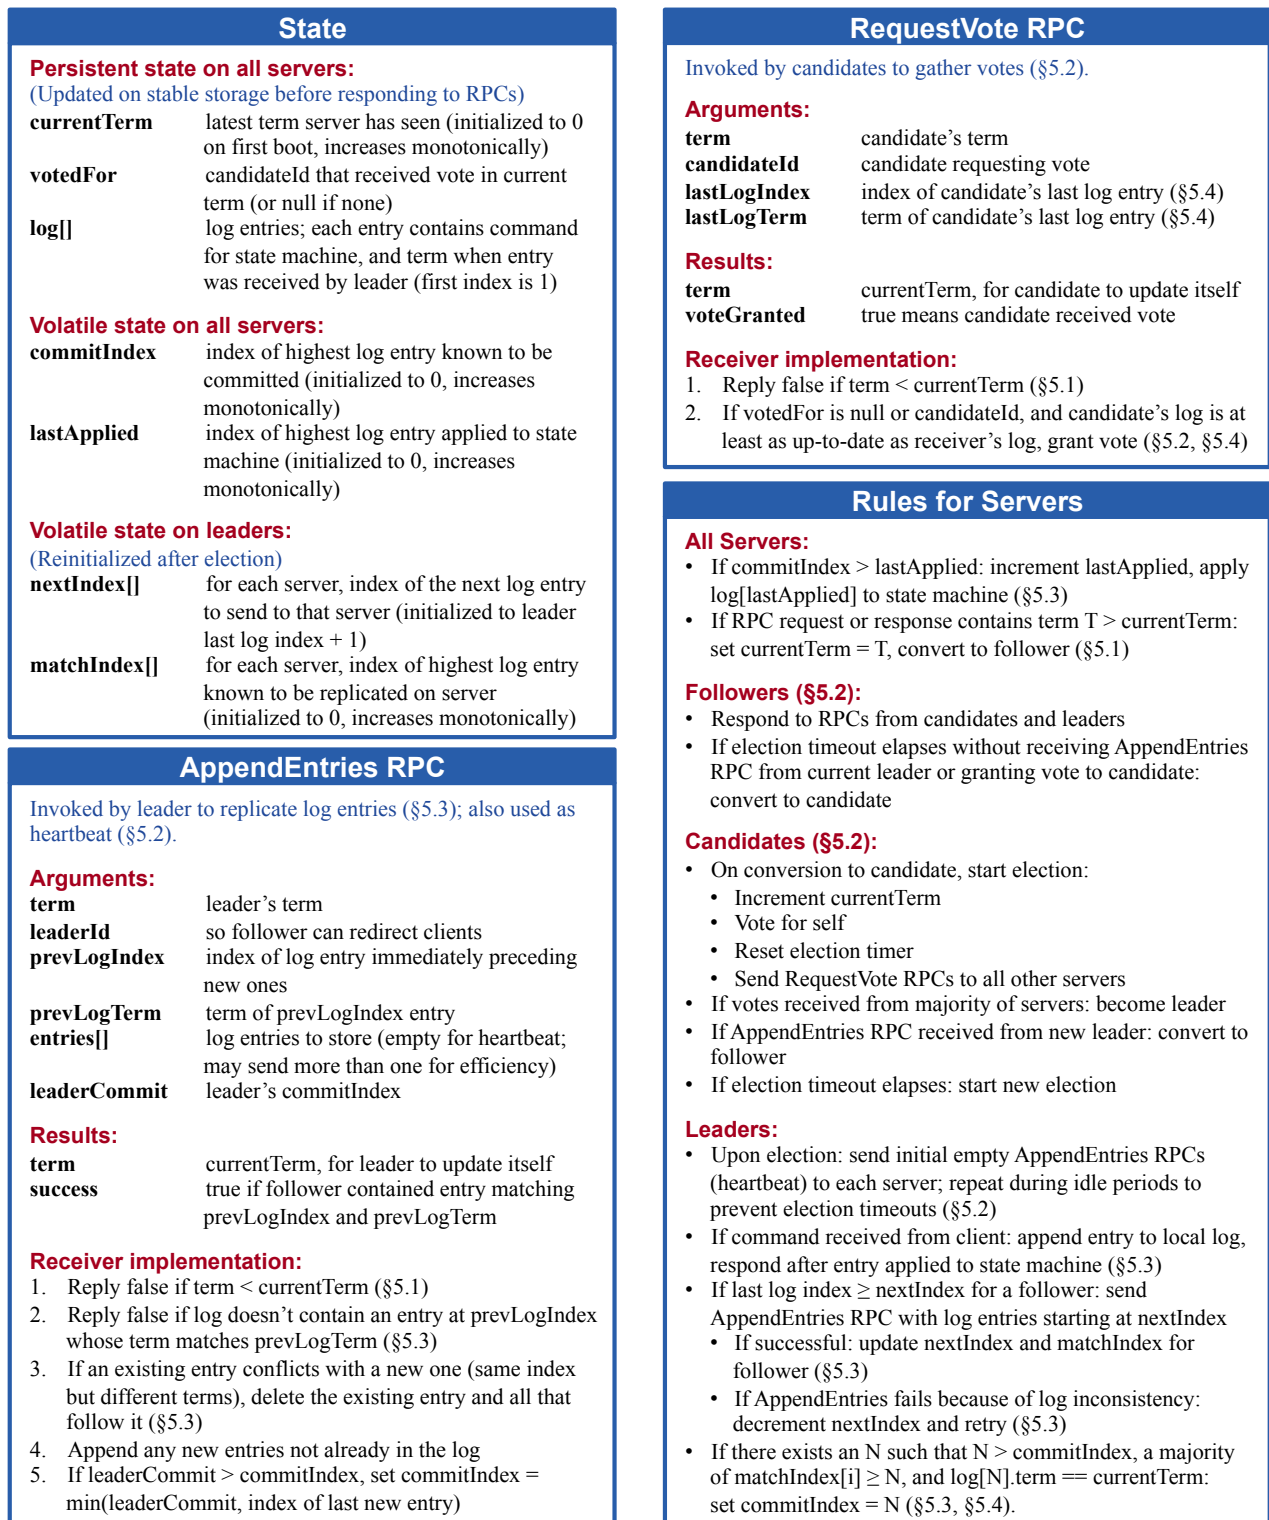 State
Persistent state on all servers:
(Updated on stable storage before responding to RPCs)
currentTerm latest term server has seen (initialized to 0
on first boot, increases monotonically)
votedFor candidateId that received vote in current
term (or null if none)
log[] log entries; each entry contains command
for state machine, and term when entry
was received by leader (first index is 1)
Volatile state on all servers:
commitIndex index of highest log entry known to be
committed (initialized to 0, increases
monotonically)
lastApplied index of highest log entry applied to state
machine (initialized to 0, increases
monotonically)
Volatile state on leaders:
(Reinitialized after election)
nextIndex[] for each server, index of the next log entry
to send to that server (initialized to leader
last log index + 1)
matchIndex[] for each server, index of highest log entry
known to be replicated on server
(initialized to 0, increases monotonically)
AppendEntries RPC
Invoked by leader to replicate log entries (§5.3); also used as
heartbeat (§5.2).
Arguments:
term leader’s term
leaderId so follower can redirect clients
prevLogIndex index of log entry immediately preceding
new ones
prevLogTerm term of prevLogIndex entry
entries[] log entries to store (empty for heartbeat;
may send more than one for efficiency)
leaderCommit leader’s commitIndex
Results:
term currentTerm, for leader to update itself
success true if follower contained entry matching
prevLogIndex and prevLogTerm
Receiver implementation:
1. Reply false if term < currentTerm (§5.1)
2. Reply false if log doesn’t contain an entry at prevLogIndex
whose term matches prevLogTerm (§5.3)
3. If an existing entry conflicts with a new one (same index
but different terms), delete the existing entry and all that
follow it (§5.3)
4. Append any new entries not already in the log
5. If leaderCommit > commitIndex, set commitIndex =
min(leaderCommit, index of last new entry)
RequestVote RPC
Invoked by candidates to gather votes (§5.2).
Arguments:
term candidate’s term
candidateId candidate requesting vote
lastLogIndex index of candidate’s last log entry (§5.4)
lastLogTerm term of candidate’s last log entry (§5.4)
Results:
term currentTerm, for candidate to update itself
voteGranted true means candidate received vote
Receiver implementation:
1. Reply false if term < currentTerm (§5.1)
2. If votedFor is null or candidateId, and candidate’s log is at
least as up-to-date as receiver’s log, grant vote (§5.2, §5.4)
Rules for Servers
All Servers:
• If commitIndex > lastApplied: increment lastApplied, apply
log[lastApplied] to state machine (§5.3)
• If RPC request or response contains term T > currentTerm:
set currentTerm = T, convert to follower (§5.1)
Followers (§5.2):
• Respond to RPCs from candidates and leaders
• If election timeout elapses without receiving AppendEntries
RPC from current leader or granting vote to candidate:
convert to candidate
Candidates (§5.2):
• On conversion to candidate, start election:
• Increment currentTerm
• Vote for self
• Reset election timer
• Send RequestVote RPCs to all other servers
• If votes received from majority of servers: become leader
• If AppendEntries RPC received from new leader: convert to
follower
• If election timeout elapses: start new election
Leaders:
• Upon election: send initial empty AppendEntries RPCs
(heartbeat) to each server; repeat during idle periods to
prevent election timeouts (§5.2)
• If command received from client: append entry to local log,
respond after entry applied to state machine (§5.3)
• If last log index ≥ nextIndex for a follower: send
AppendEntries RPC with log entries starting at nextIndex
• If successful: update nextIndex and matchIndex for
follower (§5.3)
• If AppendEntries fails because of log inconsistency:
decrement nextIndex and retry (§5.3)
• If there exists an N such that N > commitIndex, a majority
of matchIndex[i] ≥ N, and log[N].term == currentTerm:
set commitIndex = N (§5.3, §5.4).